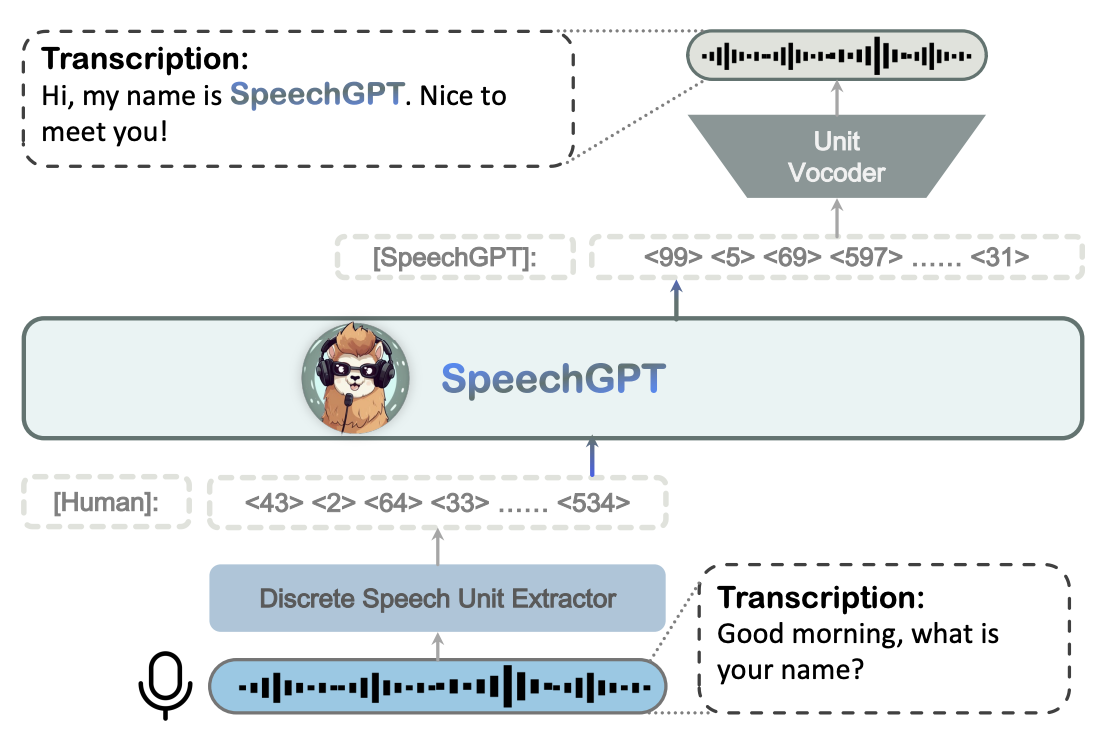 Transcription:
Hi, my name is SpeechGPT. Nice to
meet you!
Unit
Vocoder
[SpeechGPT]: <99> <5> <69> <597> ...... <31>
SpeechGPT
[Human]: <43> <2> <64> <33> ...... <534>
Discrete Speech Unit Extractor
Transcription:
Good morning, what is
your name?